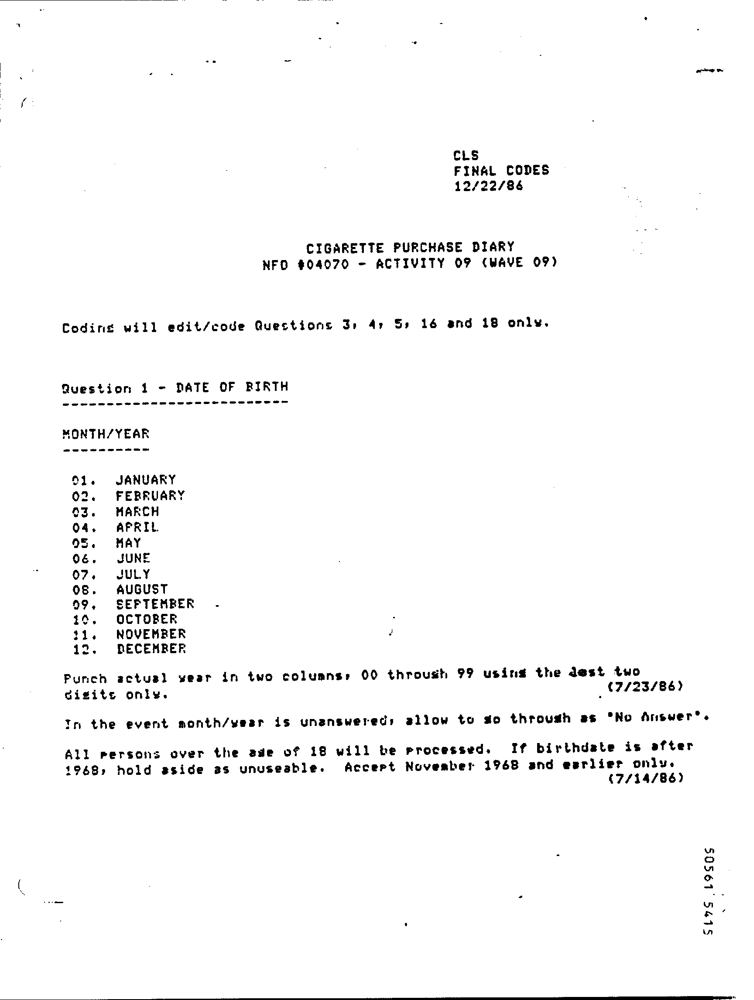 CLS
FINAL CODES
12/22/86
CIGARETTE PURCHASE DIARY
NFO #04070 - ACTIVITY 09 (WAVE 09)
Coding will edit/code Questions 3, 4, 5, 16 and 18 only.
Question 1 - DATE OF BIRTH
--------------------------
MONTH/YEAR
----------
01. JANUARY
02. FEBRUARY
03. MARCH
04. APRIL
05. MAY
06. JUNE
07. JULY
08. AUGUST
09. SEPTEMBER
10. OCTOBER
11. NOVEMBER
12. DECEMBER
Punch actual year in two columns, 00 through 99 using the last two
digits only. (7/23/86)
In the event month/year is unanswered, allow to go through as "No Answer".
All persons over the age of 18 will be processed. If birthdate is after
1968, hold aside as unuseable. Accept November 1968 and earlier only.
(7/14/86)
50561 5415